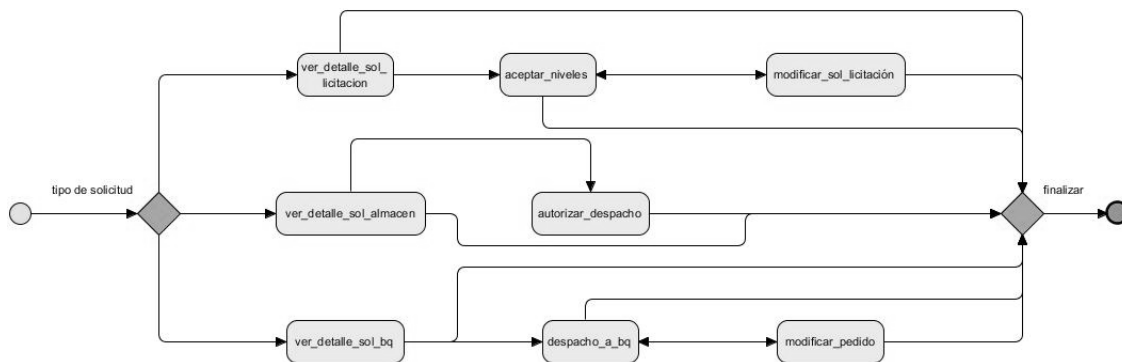 ver_detalle_sol_
licitacion
aceptar_niveles
modificar_sol_licitación
tipo de solicitud
finalizar
ver_detalle_sol_almacen
autorizar_despacho
ver_detalle_sol_bq
despacho_a_bq
modificar_pedido